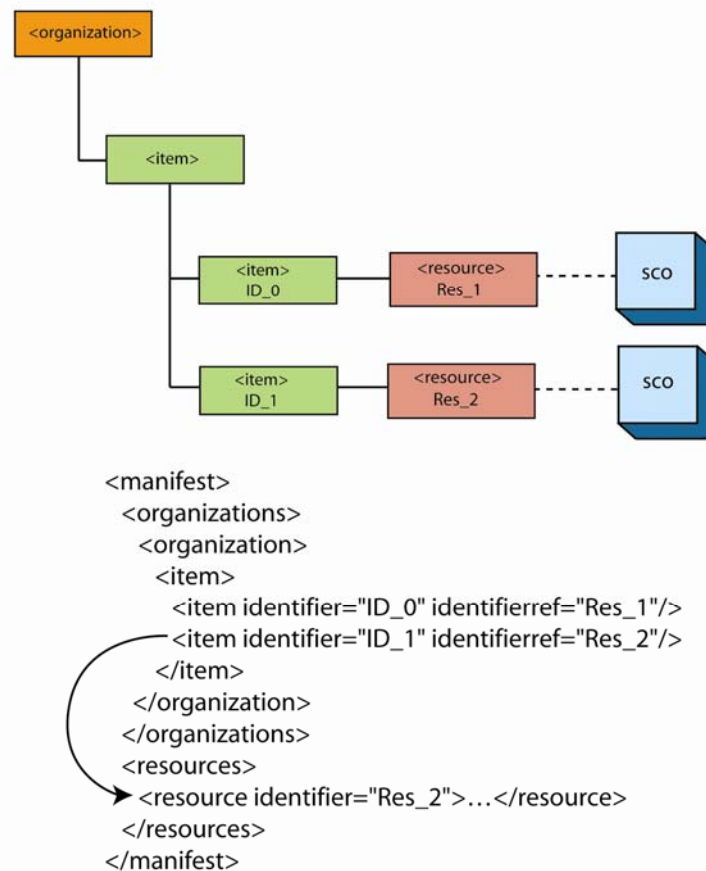 <organization>
<item>
<item>
ID_0
<resource>
Res_1
SCO
<item>
ID_1
<resource>
Res_2
SCO
<manifest>
<organizations>
<organization>
<item>
<item identifier="ID_0" identifierref="Res_1"/>
<item identifier="ID_1" identifierref="Res_2"/>
</item>
</organization>
</organizations>
<resources>
<resource identifier="Res_2">…</resource>
</resources>
</manifest>